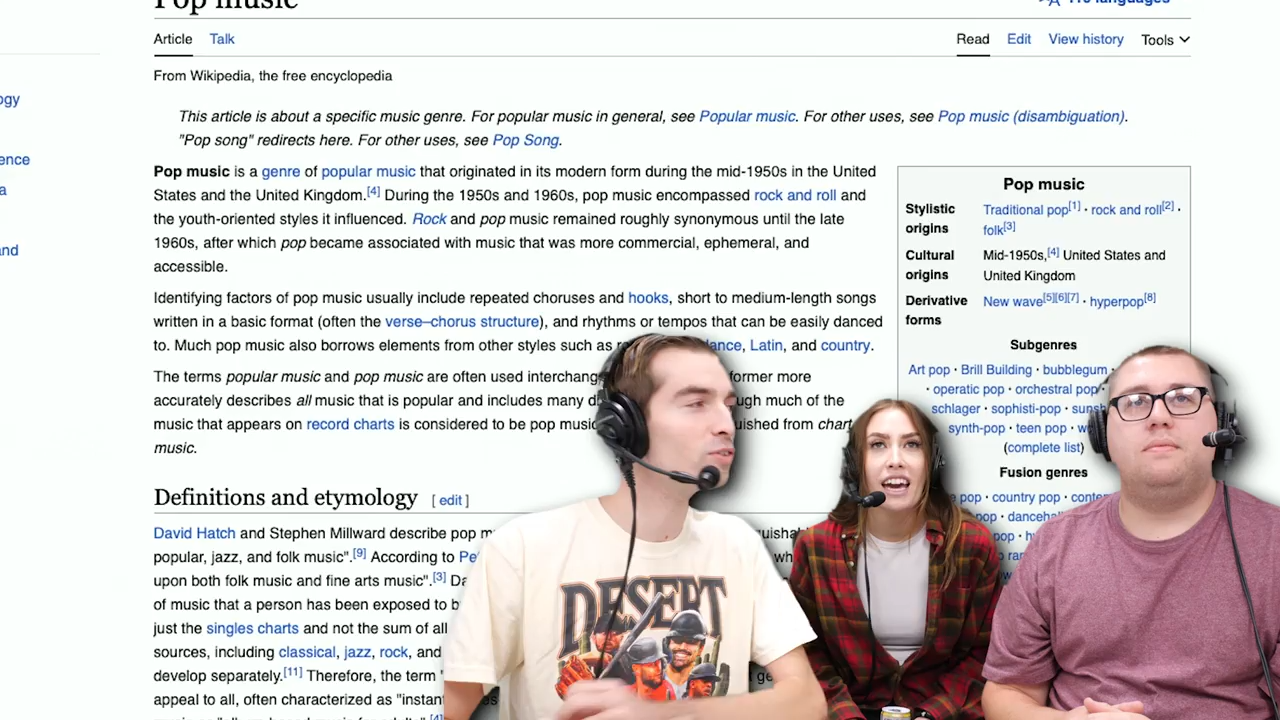 Pop music
110 languages
Article Talk
Read Edit View history Tools
From Wikipedia, the free encyclopedia
ogy
ence
a
and
This article is about a specific music genre. For popular music in general, see Popular music. For other uses, see Pop music (disambiguation).
"Pop song" redirects here. For other uses, see Pop Song.
Pop music is a genre of popular music that originated in its modern form during the mid-1950s in the United
States and the United Kingdom.[4] During the 1950s and 1960s, pop music encompassed rock and roll and
the youth-oriented styles it influenced. Rock and pop music remained roughly synonymous until the late
1960s, after which pop became associated with music that was more commercial, ephemeral, and
accessible.
Identifying factors of pop music usually include repeated choruses and hooks, short to medium-length songs
written in a basic format (often the verse–chorus structure), and rhythms or tempos that can be easily danced
to. Much pop music also borrows elements from other styles such as dance, Latin, and country.
The terms popular music and pop music are often used interchang former more
accurately describes all music that is popular and includes many d ugh much of the
music that appears on record charts is considered to be pop music uished from chart
music.
Definitions and etymology [ edit ]
David Hatch and Stephen Millward describe pop m uishabl
popular, jazz, and folk music".[9] According to Pe wh
upon both folk music and fine arts music".[3] Da
of music that a person has been exposed to b
just the singles charts and not the sum of all
sources, including classical, jazz, rock, and
develop separately.[11] Therefore, the term " ge
appeal to all, often characterized as "instant es
Pop music
Stylistic origins Traditional pop[1] · rock and roll[2] ·
folk[3]
Cultural origins Mid-1950s,[4] United States and
United Kingdom
Derivative forms New wave[5][6][7] · hyperpop[8]
Subgenres
Art pop · Brill Building · bubblegum ·
· operatic pop · orchestral pop ·
schlager · sophisti-pop · sunsh
synth-pop · teen pop · w
(complete list)
Fusion genres
pop · country pop · conte
pop · dancehal
pop · h
DESERT